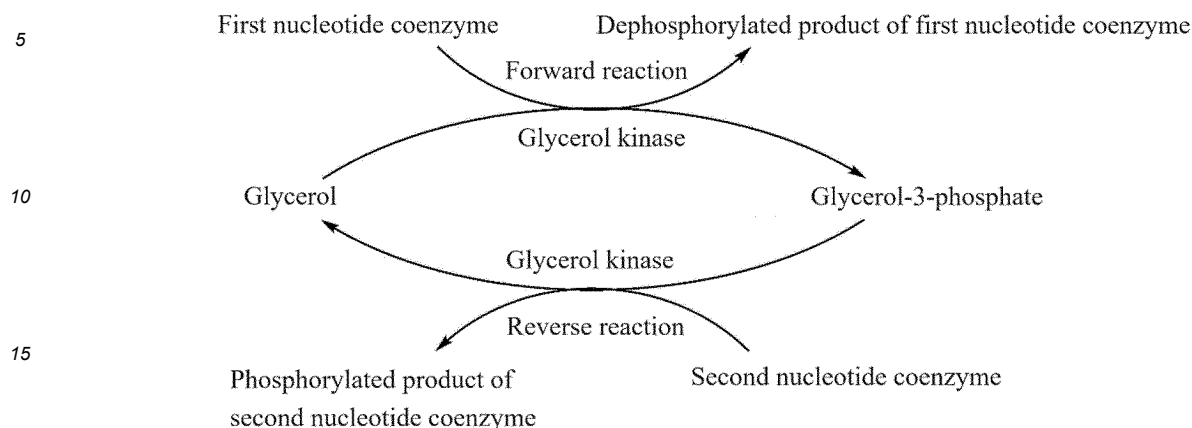 5
First nucleotide coenzyme
Dephosphorylated product of first nucleotide coenzyme
Forward reaction
Glycerol kinase
10
Glycerol
Glycerol-3-phosphate
Glycerol kinase
Reverse reaction
15
Phosphorylated product of
second nucleotide coenzyme
Second nucleotide coenzyme